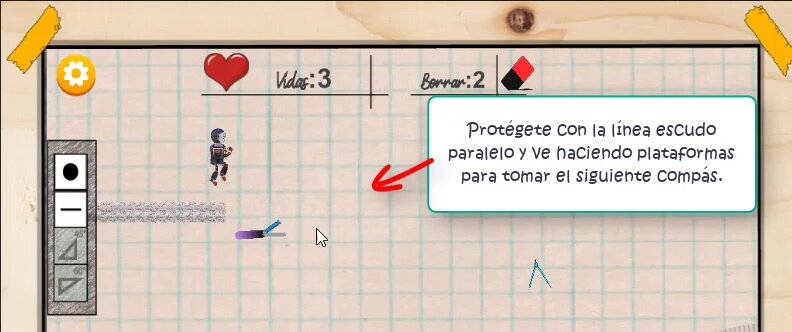 Vidas:3
Borrar:2
Protégete con la línea escudo
paralelo y ve haciendo plataformas
para tomar el siguiente compás.
45°
60°